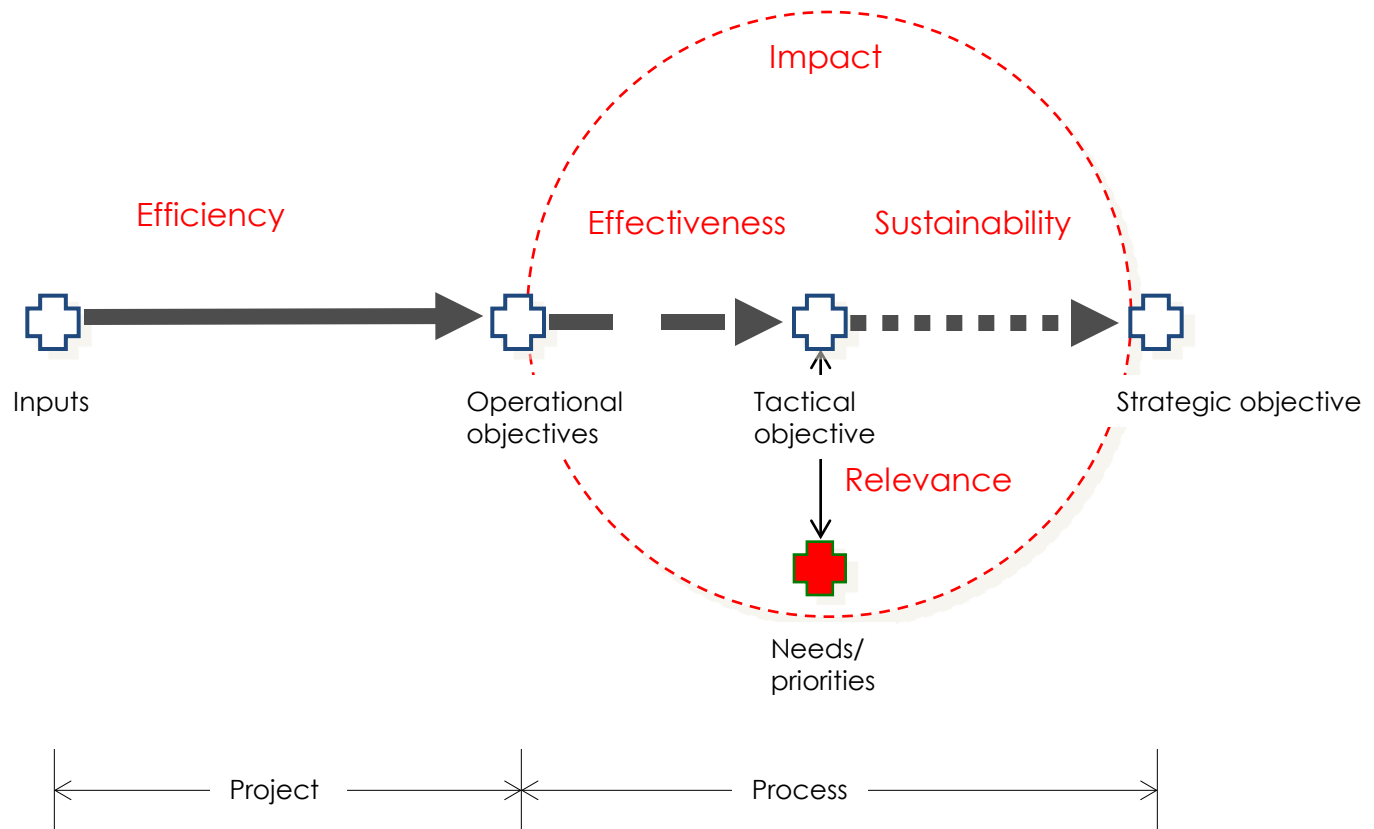 Impact
Efficiency
Effectiveness
Sustainability
Inputs
Operational
objectives
Tactical
objective
Strategic objective
Relevance
Needs/
priorities
Project
Process